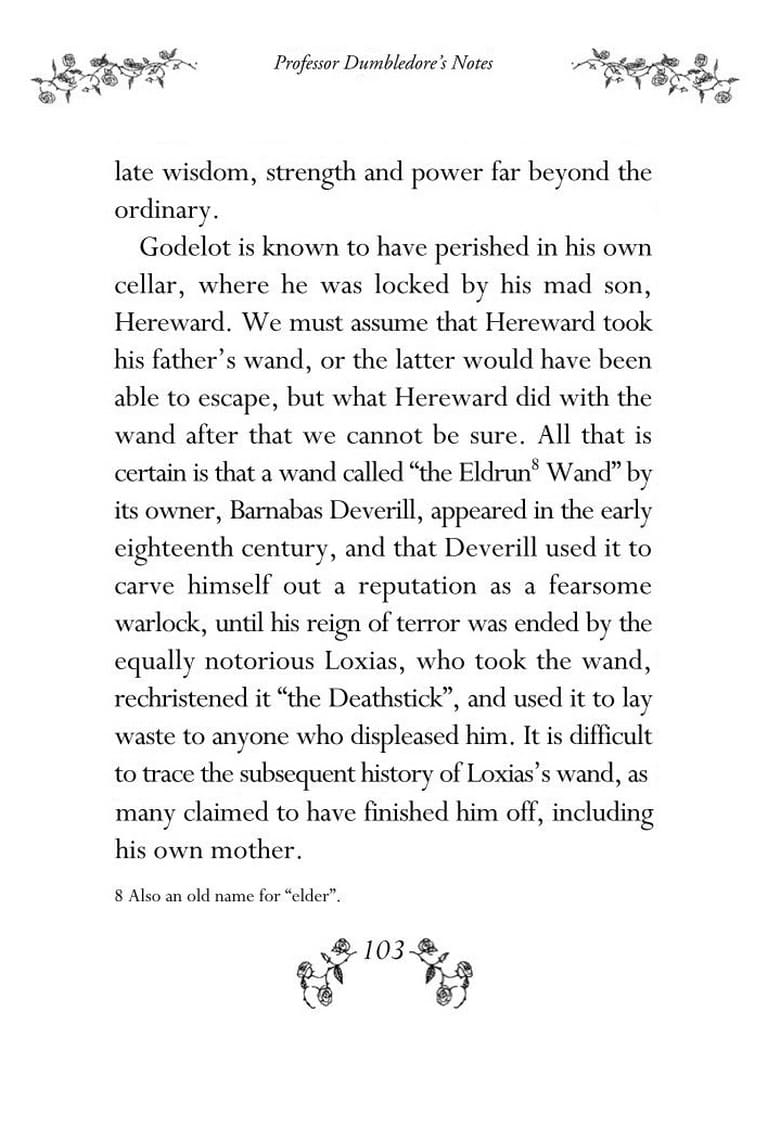 Professor Dumbledore’s Notes
late wisdom, strength and power far beyond the
ordinary.
Godelot is known to have perished in his own
cellar, where he was locked by his mad son,
Hereward. We must assume that Hereward took
his father’s wand, or the latter would have been
able to escape, but what Hereward did with the
wand after that we cannot be sure. All that is
certain is that a wand called “the Eldrun⁸ Wand” by
its owner, Barnabas Deverill, appeared in the early
eighteenth century, and that Deverill used it to
carve himself out a reputation as a fearsome
warlock, until his reign of terror was ended by the
equally notorious Loxias, who took the wand,
rechristened it “the Deathstick”, and used it to lay
waste to anyone who displeased him. It is difficult
to trace the subsequent history of Loxias’s wand, as
many claimed to have finished him off, including
his own mother.
8 Also an old name for “elder”.
103